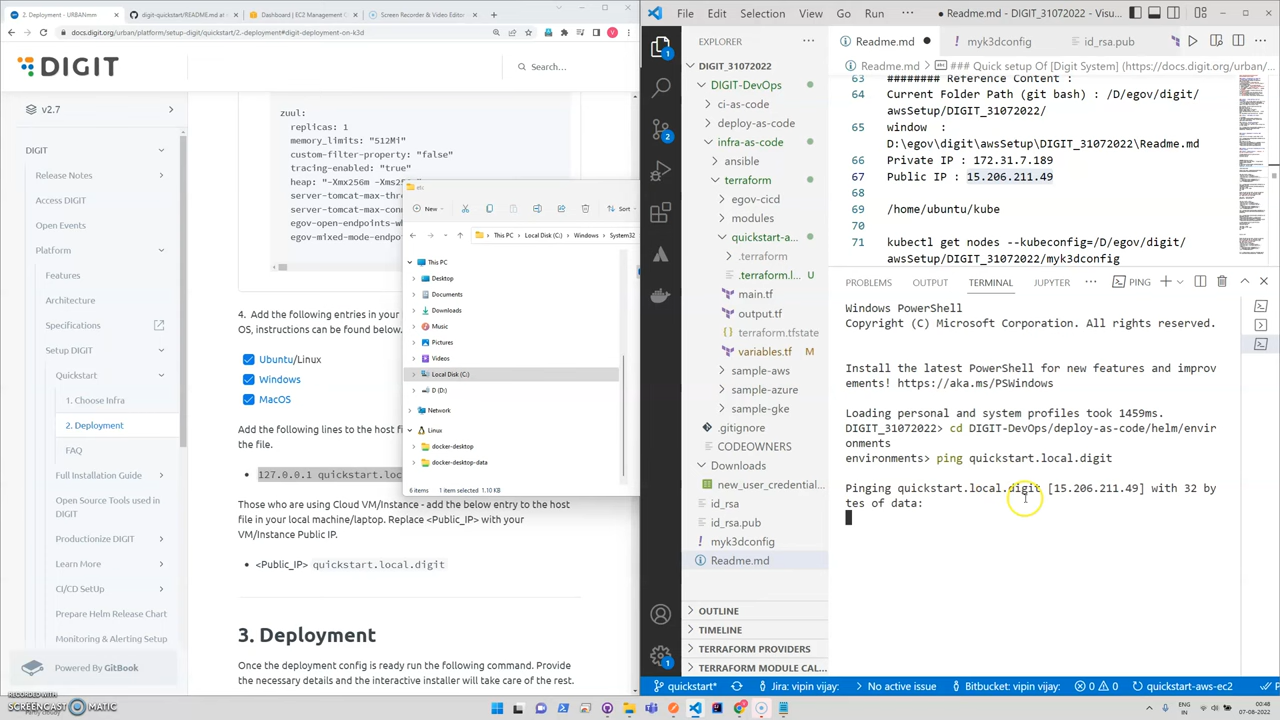 2. Deployment - URBANmn
digit-quickstart/README.md at
Dashboard | EC2 Management C
Screen Recorder & Video Editor
docs.digit.org/urban/platform/setup-digit/quickstart/2.-deployment#digit-deployment-on-k3d
DIGIT
Search...
v2.7
DIGIT
Release Notes
Access DIGIT
Open Events
Platform
Features
Architecture
Specifications
Setup DIGIT
Quickstart
1. Choose Infra
2. Deployment
FAQ
Full Installation Guide
Open Source Tools used in
DIGIT
Productionize DIGIT
Learn More
CI/CD SetUp
Prepare Helm Release Chart
Monitoring & Alerting Setup
Powered By GitBook
RECORDED WITH
SCREENCAST MATIC
zuul:
replicas: 1
memory_limits: 512Mi"
custom-filter-property: "false"
tracing-enabled: "true"
heap: "-Xmx256m -Xms256
server-tomcat-max-thre
server-tomcat-max-conn
egov-open-endpoints-wh
egov-mixed-mode-endpoi
4. Add the following entries in your
OS, instructions can be found below.
Ubuntu/Linux
Windows
MacOS
Add the following lines to the host fi
the file.
127.0.0.1 quickstart.loc
Those who are using Cloud VM/Instance - add the below entry to the host
file in your local machine/laptop. Replace <Public_IP> with your
VM/Instance Public IP.
<Public_IP> quickstart.local.digit
3. Deployment
Once the deployment config is ready run the following command. Provide
the necessary details and the interactive installer will take care of the rest.
etc
New
Sort
This PC
Local Disk (C:)
Windows
System32
This PC
Desktop
Documents
Downloads
Music
Pictures
Videos
Local Disk (C:)
D (D:)
Network
Linux
docker-desktop
docker-desktop-data
6 items 1 item selected 1.10 KB
File
Selection
View
Go
Run
Readme.md - DIGIT_31072022
EXPLORER
DIGIT_31072022
DIGIT-DevOps
ci-as-code
deploy-as-code
infra-as-code
ansible
terraform
egov-cicd
modules
quickstart-a...
.terraform
.terraform.l...
main.tf
output.tf
terraform.tfstate
variables.tf M
sample-aws
sample-azure
sample-gke
.gitignore
CODEOWNERS
Downloads
new_user_credential...
id_rsa
id_rsa.pub
myk3dconfig
Readme.md
OUTLINE
TIMELINE
TERRAFORM PROVIDERS
TERRAFORM MODULE CAL...
Readme.md
myk3dconfig
pub
Readme.md > ### Quick setup Of[Digit System] (https://docs.digit.org/urban/
63 ######## Reference Content :
64 Current Folder Path (git bash) : /D/egov/digit/
awsSetup/DIGIT_31072022/
65 window :
D:\egov\digit\awsSetup\DIGIT_31072022\Readme.md
66 Private IP : 172.31.7.189
67 Public IP : 15.206.211.49
68
69
70
71 kubectl get
awsSetup/DIGIT_31072022/myk3dconfig
PROBLEMS
OUTPUT
TERMINAL
JUPYTER
PING
Windows PowerShell
Copyright (C) Microsoft Corporation. All rights reserved.
Install the latest PowerShell for new features and improv
ements! https://aka.ms/PSWindows
Loading personal and system profiles took 1459ms.
DIGIT_31072022> cd DIGIT-DevOps/deploy-as-code/helm/envir
onments
environments> ping quickstart.local.digit
Pinging quickstart.local.digit [15.206.211.49] with 32 by
tes of data:
quickstart*
Jira: vipin vijay:
No active issue
Bitbucket: vipin vijay:
0 0
quickstart-aws-ec2
ENG
IN
00:48
07-08-2022